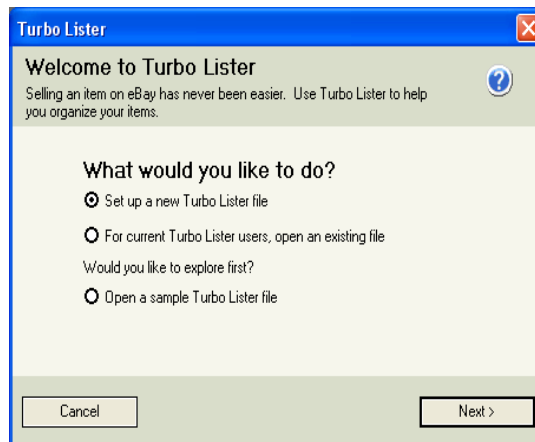 Turbo Lister
Welcome to Turbo Lister
Selling an item on eBay has never been easier.  Use Turbo Lister to help
you organize your items.
What would you like to do?
Set up a new Turbo Lister file
For current Turbo Lister users, open an existing file
Would you like to explore first?
Open a sample Turbo Lister file
Cancel
Next >